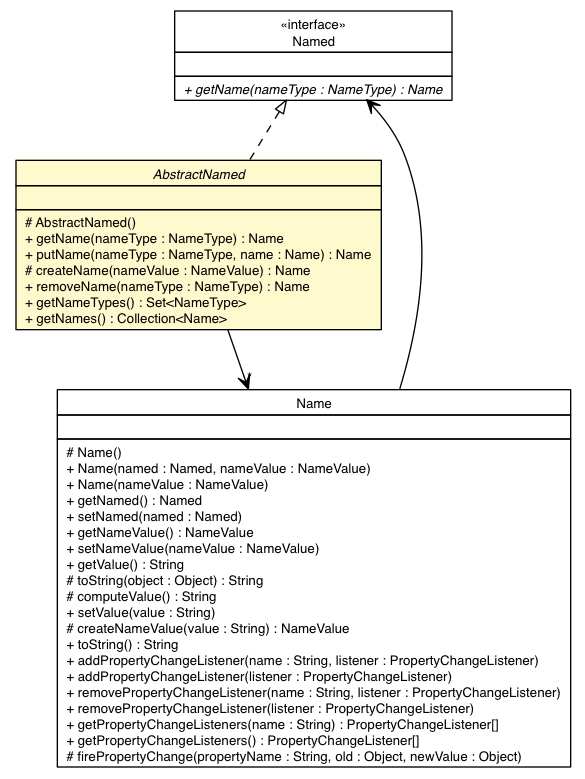 «interface»
Named
+ getName(nameType : NameType) : Name
AbstractNamed
# AbstractNamed()
+ getName(nameType : NameType) : Name
+ putName(nameType : NameType, name : Name) : Name
# createName(nameValue : NameValue) : Name
+ removeName(nameType : NameType) : Name
+ getNameTypes() : Set<NameType>
+ getNames() : Collection<Name>
Name
# Name()
+ Name(named : Named, nameValue : NameValue)
+ Name(nameValue : NameValue)
+ getNamed() : Named
+ setNamed(named : Named)
+ getNameValue() : NameValue
+ setNameValue(nameValue : NameValue)
+ getValue() : String
# toString(object : Object) : String
# computeValue() : String
+ setValue(value : String)
# createNameValue(value : String) : NameValue
+ toString() : String
+ addPropertyChangeListener(name : String, listener : PropertyChangeListener)
+ addPropertyChangeListener(listener : PropertyChangeListener)
+ removePropertyChangeListener(name : String, listener : PropertyChangeListener)
+ removePropertyChangeListener(listener : PropertyChangeListener)
+ getPropertyChangeListeners(name : String) : PropertyChangeListener[]
+ getPropertyChangeListeners() : PropertyChangeListener[]
# firePropertyChange(propertyName : String, old : Object, newValue : Object)